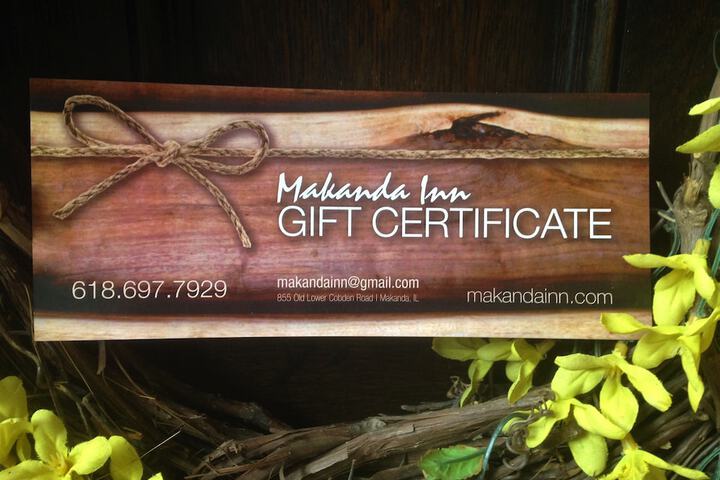 Makanda Inn
GIFT CERTIFICATE
618.697.7929
makandainn@gmail.com
855 Old Lower Cobden Road | Makanda, IL
makandainn.com